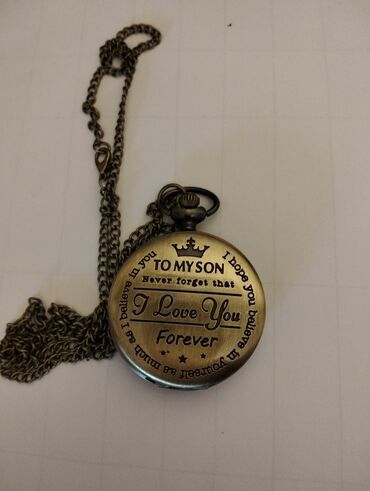 TO MY SON
Never forget that
I Love You
Forever
I hope you believe in yourself as much as I believe in you